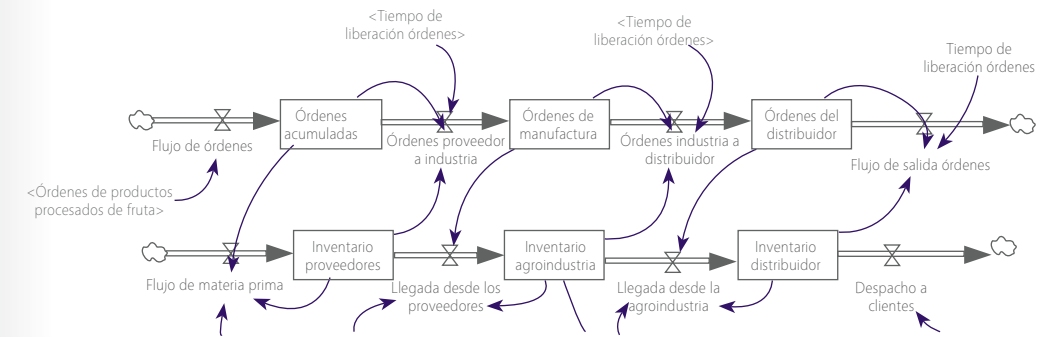 <Tiempo de
liberación órdenes>
<Tiempo de
liberación órdenes>
Tiempo de
liberación órdenes
Órdenes
acumuladas
Órdenes de
manufactura
Órdenes del
distribuidor
Flujo de órdenes
Órdenes proveedor
a industria
Órdenes industria a
distribuidor
Flujo de salida órdenes
<Órdenes de productos
procesados de fruta>
Inventario
proveedores
Inventario
agroindustria
Inventario
distribuidor
Flujo de materia prima
Llegada desde los
proveedores
Llegada desde la
agroindustria
Despacho a
clientes